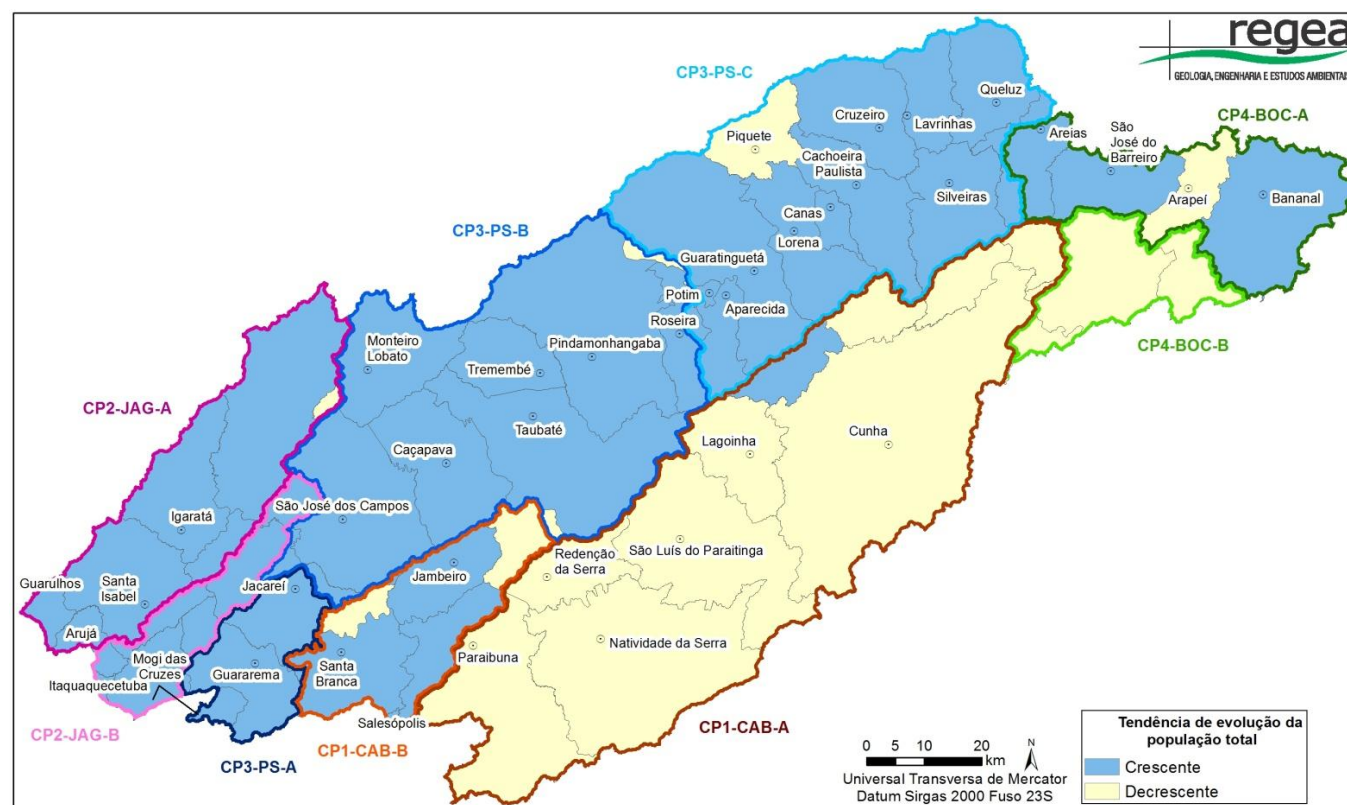 regea
GEOLOGIA, ENGENHARIA E ESTUDOS AMBIENTAIS
CP3-PS-C
Queluz
Cruzeiro
Lavrinhas
CP4-BOC-A
Areias
São
José do
Barreiro
Piquete
Cachoeira
Paulista
Silveiras
Arapeí
Bananal
Canas
Lorena
CP3-PS-B
Guaratinguetá
Potim
Aparecida
Roseira
Monteiro
Lobato
Pindamonhangaba
Tremembé
CP4-BOC-B
CP2-JAG-A
Taubaté
Caçapava
Lagoinha
Cunha
São José dos Campos
Igaratá
São Luís do Paraitinga
Redenção
da Serra
Jambeiro
Guarulhos
Santa
Isabel
Jacareí
Arujá
Natividade da Serra
Paraibuna
Mogi das
Cruzes
Itaquaquecetuba
Guararema
Santa
Branca
Salesópolis
CP2-JAG-B
CP3-PS-A
CP1-CAB-B
CP1-CAB-A
0 5 10 20
km
N
Universal Transversa de Mercator
Datum Sirgas 2000 Fuso 23S
Tendência de evolução da
população total
Crescente
Decrescente